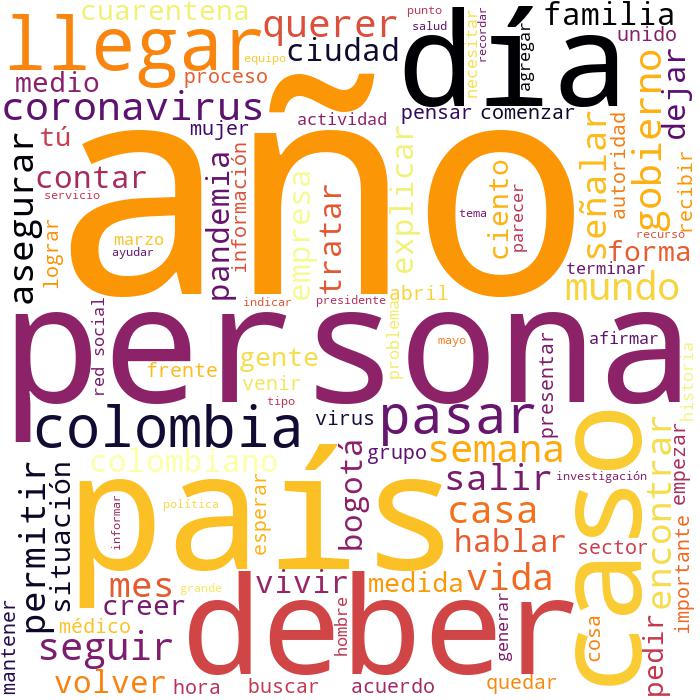 cuarentena
querer
familia
punto
salud
llegar
equipo
ciudad
necesitar
recordar
agregar
día
unido
medio
proceso
coronavirus
actividad
pensar
comenzar
dejar
gobierno
tú
mujer
año
contar
servicio
asegurar
pandemia
información
empresa
tratar
explicar
ciento
parecer
tema
señalar
autoridad
recibir
recurso
forma
lograr
marzo
ayudar
terminar
mundo
indicar
presidente
abril
problema
persona
red social
mayo
afirmar
historia
frente
gente
venir
tipo
colombia
virus
pasar
presentar
grupo
semana
caso
colombiano
bogotá
salir
investigación
encontrar
importante
empezar
permitir
situación
informar
país
política
esperar
casa
hablar
sector
mes
grande
vivir
medida
vida
creer
deber
hombre
generar
cosa
pedir
mantener
médico
seguir
volver
hora
buscar
acuerdo
quedar